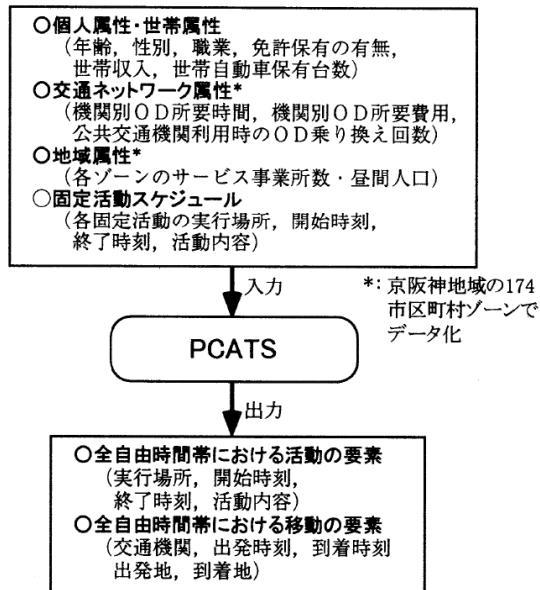 ○個人属性・世帯属性
（年齢，性別，職業，免許保有の有無，
世帯収入，世帯自動車保有台数）
○交通ネットワーク属性*
（機関別ＯＤ所要時間，機関別ＯＤ所要費用，
公共交通機関利用時のＯＤ乗り換え回数）
○地域属性*
（各ゾーンのサービス事業所数・昼間人口）
○固定活動スケジュール
（各固定活動の実行場所，開始時刻，
終了時刻，活動内容）
入力
*：京阪神地域の174
市区町村ゾーンで
データ化
PCATS
出力
○全自由時間帯における活動の要素
（実行場所，開始時刻，
終了時刻，活動内容）
○全自由時間帯における移動の要素
（交通機関，出発時刻，到着時刻
出発地，到着地）